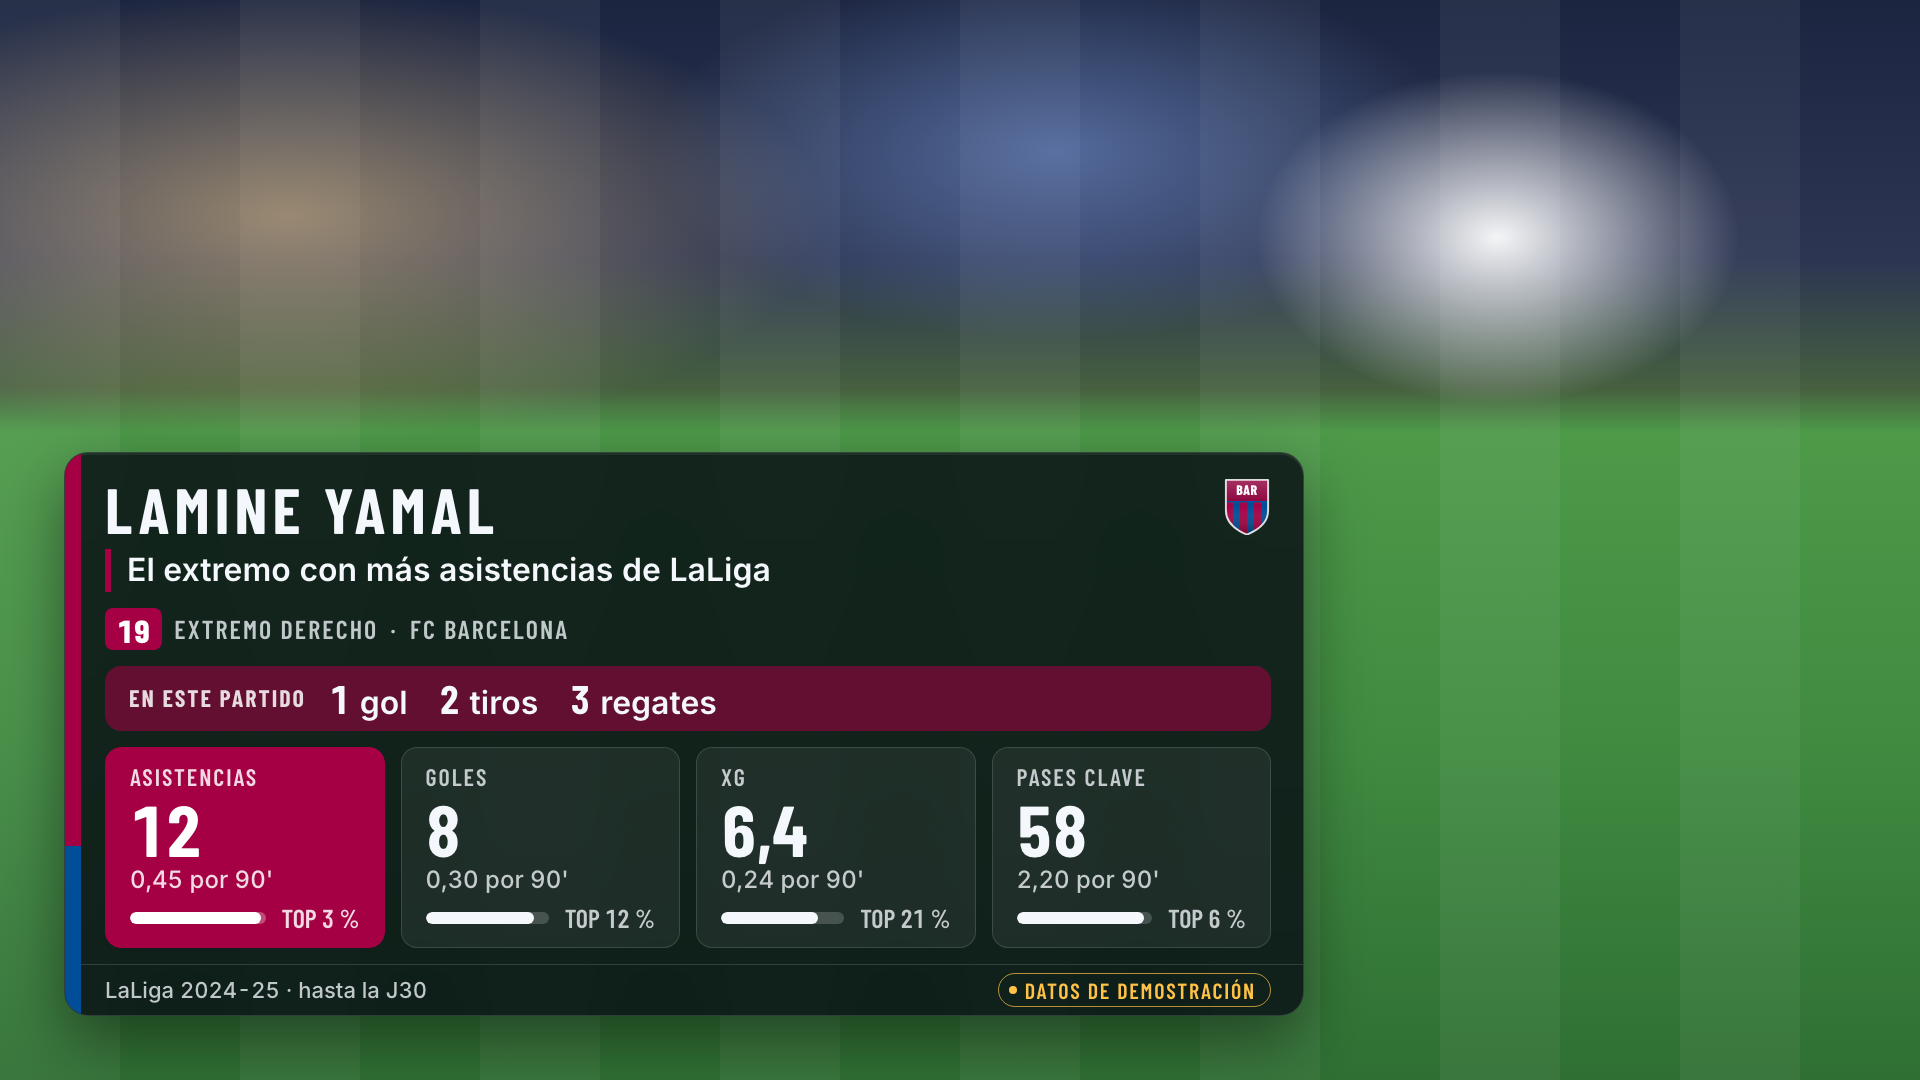 LAMINE YAMAL
BAR
El extremo con más asistencias de LaLiga
19 EXTREMO DERECHO · FC BARCELONA
EN ESTE PARTIDO 1 gol 2 tiros 3 regates
ASISTENCIAS
12
0,45 por 90'
TOP 3 %
GOLES
8
0,30 por 90'
TOP 12 %
XG
6,4
0,24 por 90'
TOP 21 %
PASES CLAVE
58
2,20 por 90'
TOP 6 %
LaLiga 2024-25 · hasta la J30
DATOS DE DEMOSTRACIÓN